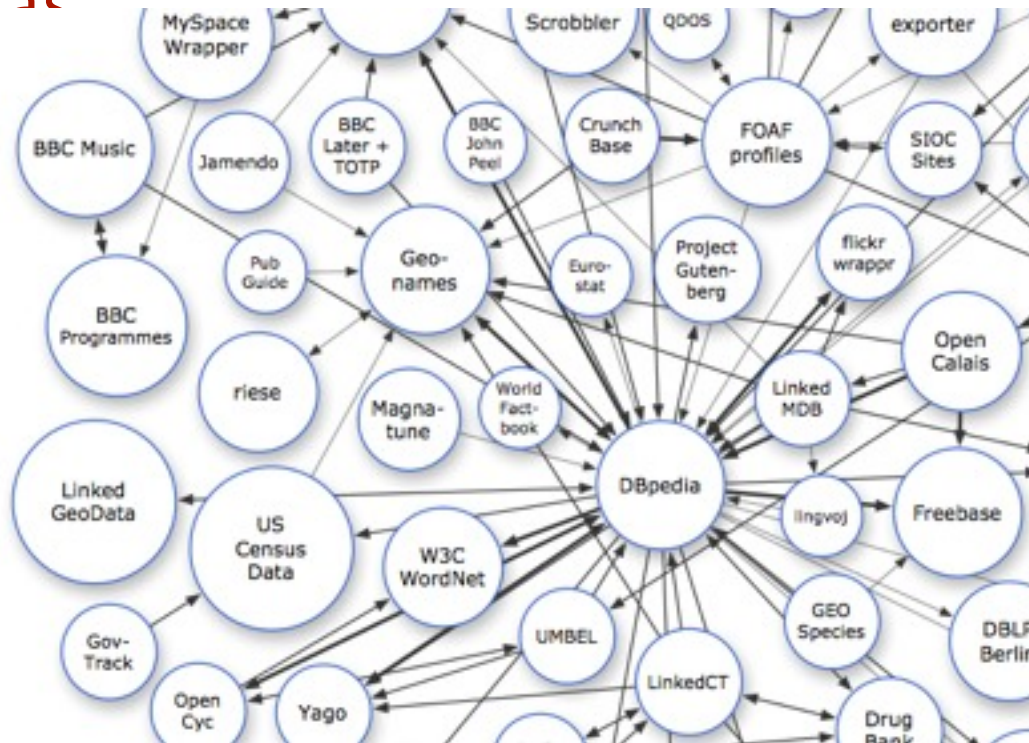 MySpace
Wrapper
Scrobbler
QDOS
exporter
BBC Music
Jamendo
BBC
Later +
TOTP
BBC
John
Peel
Crunch
Base
FOAF
profiles
SIOC
Sites
Pub
Guide
Geo-
names
Euro-
stat
Project
Guten-
berg
flickr
wrappr
BBC
Programmes
riese
Magna-
tune
World
Fact-
book
Linked
MDB
Open
Calais
Linked
GeoData
US
Census
Data
W3C
WordNet
DBpedia
lingvoj
Freebase
Gov-
Track
Open
Cyc
Yago
UMBEL
LinkedCT
GEO
Species
DBLP
Berlin
Drug
Bank